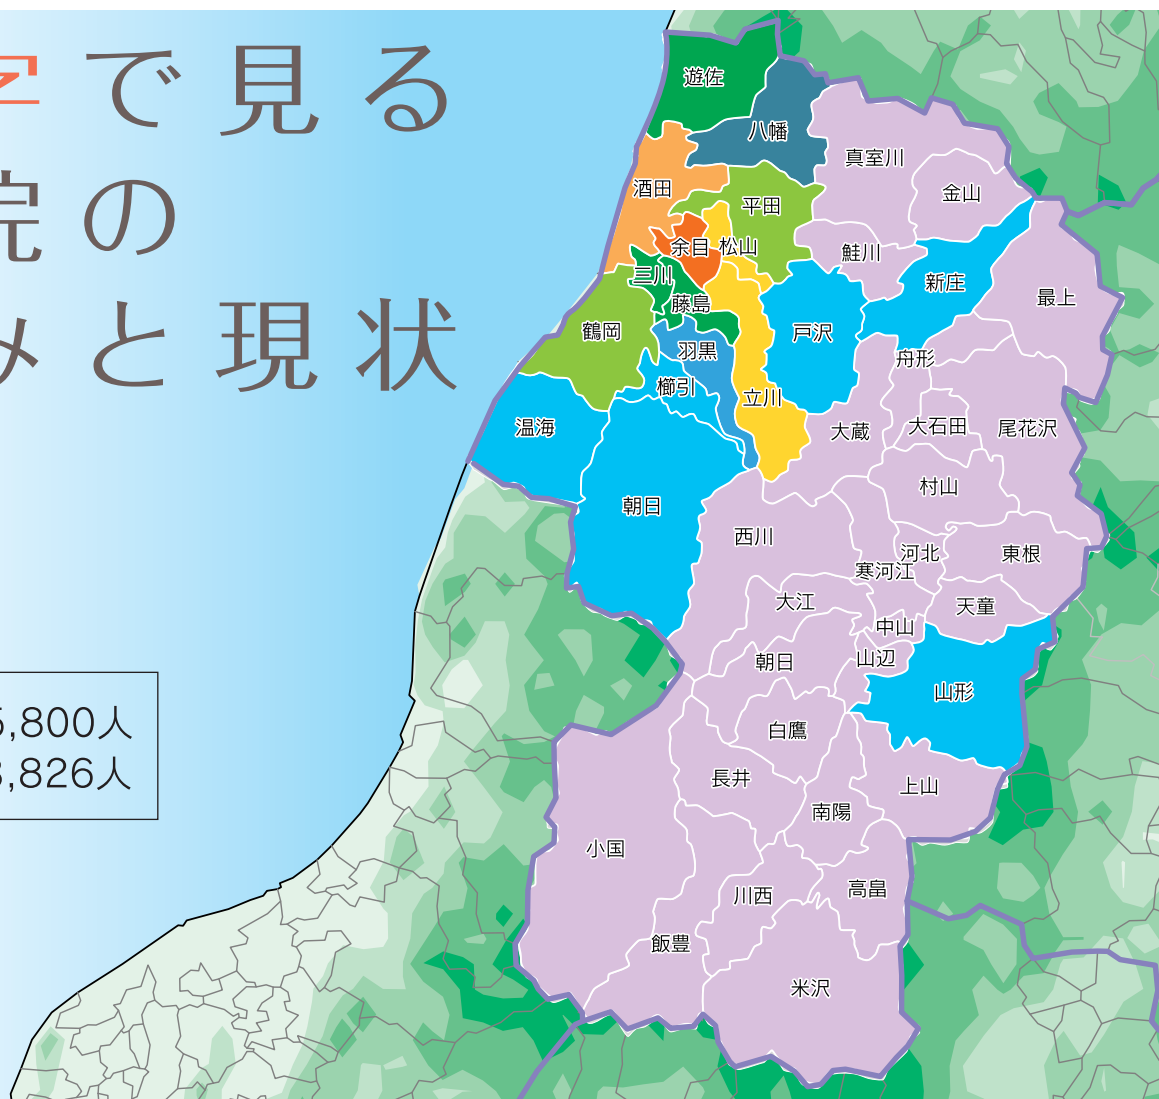 で見る
院の
みと現状
5,800人
3,826人
遊佐
八幡
酒田
真室川
金山
平田
余目
松山
鮭川
三川
新庄
藤島
最上
鶴岡
戸沢
羽黒
舟形
櫛引
立川
温海
大蔵
大石田
尾花沢
村山
朝日
西川
河北
東根
寒河江
大江
天童
中山
朝日
山辺
山形
白鷹
長井
上山
南陽
小国
高畠
川西
飯豊
米沢